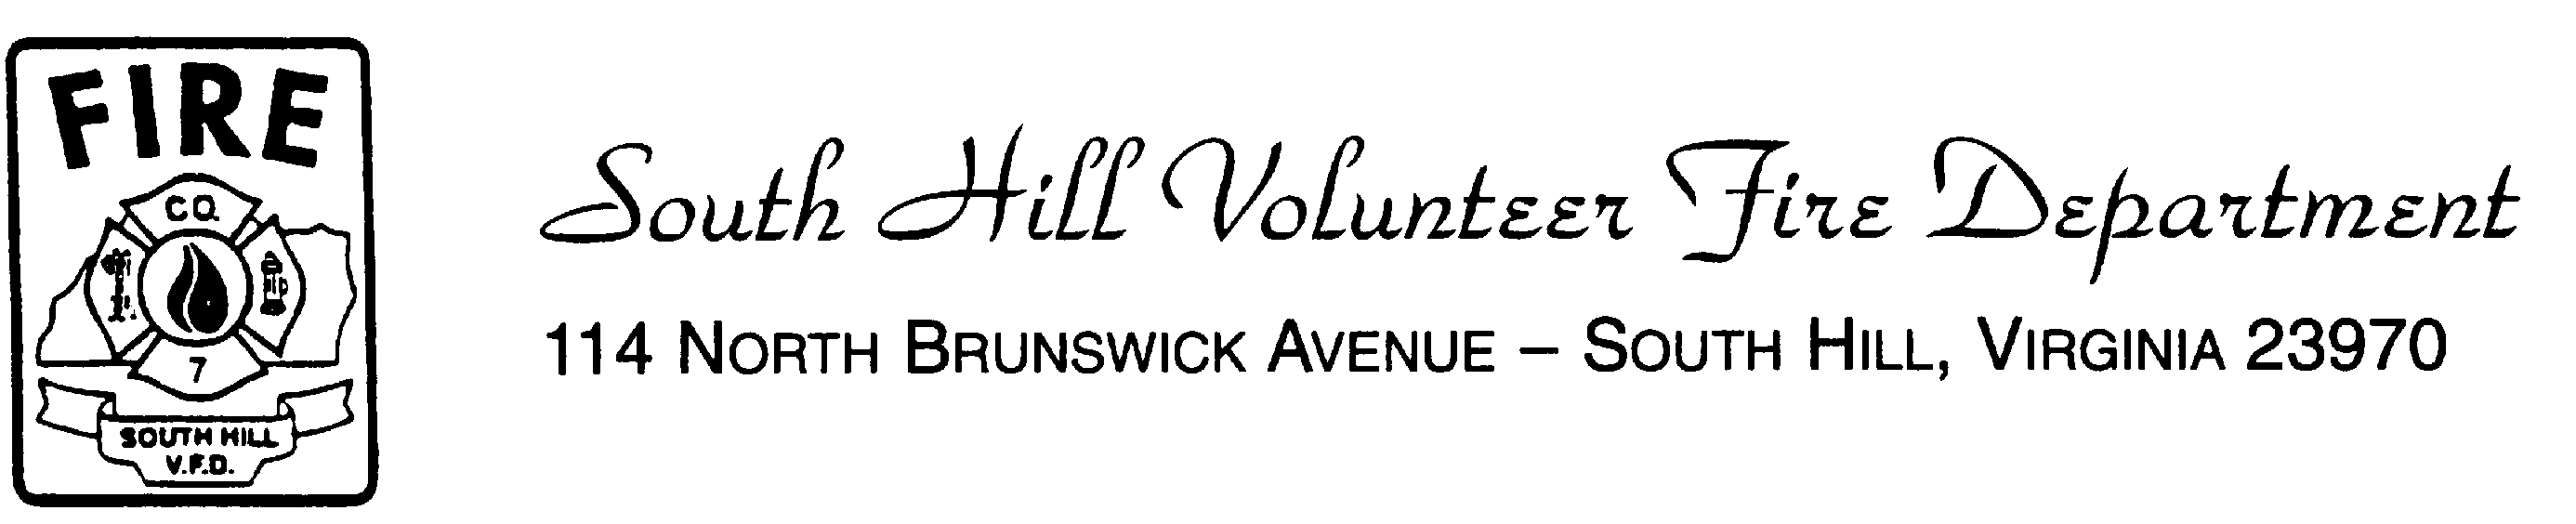 FIRE
CO.
7
SOUTH HILL
V.F.D.
South Hill Volunteer Fire Department
114 NORTH BRUNSWICK AVENUE – SOUTH HILL, VIRGINIA 23970